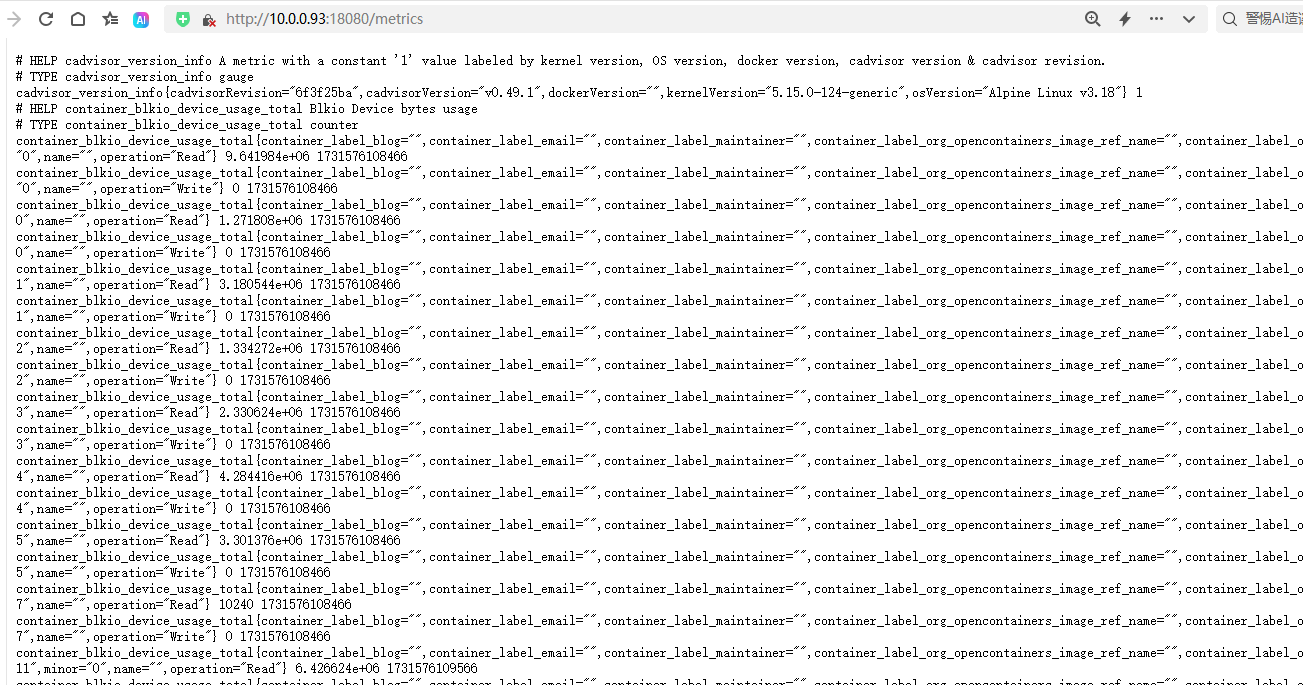 http://10.0.0.93:18080/metrics
# HELP cadvisor_version_info A metric with a constant '1' value labeled by kernel version, OS version, docker version, cadvisor version & cadvisor revision.
# TYPE cadvisor_version_info gauge
cadvisor_version_info{cadvisorRevision="6f3f25ba",cadvisorVersion="v0.49.1",dockerVersion="",kernelVersion="5.15.0-124-generic",osVersion="Alpine Linux v3.18"} 1
# HELP container_blkio_device_usage_total Blkio Device bytes usage
# TYPE container_blkio_device_usage_total counter
container_blkio_device_usage_total{container_label_blog="",container_label_email="",container_label_maintainer="",container_label_org_opencontainers_image_ref_name="",container_label_o
"0",name="",operation="Read"} 9.641984e+06 1731576108466
container_blkio_device_usage_total{container_label_blog="",container_label_email="",container_label_maintainer="",container_label_org_opencontainers_image_ref_name="",container_label_o
"0",name="",operation="Write"} 0 1731576108466
container_blkio_device_usage_total{container_label_blog="",container_label_email="",container_label_maintainer="",container_label_org_opencontainers_image_ref_name="",container_label_o
0",name="",operation="Read"} 1.271808e+06 1731576108466
container_blkio_device_usage_total{container_label_blog="",container_label_email="",container_label_maintainer="",container_label_org_opencontainers_image_ref_name="",container_label_o
0",name="",operation="Write"} 0 1731576108466
container_blkio_device_usage_total{container_label_blog="",container_label_email="",container_label_maintainer="",container_label_org_opencontainers_image_ref_name="",container_label_o
1",name="",operation="Read"} 3.180544e+06 1731576108466
container_blkio_device_usage_total{container_label_blog="",container_label_email="",container_label_maintainer="",container_label_org_opencontainers_image_ref_name="",container_label_o
1",name="",operation="Write"} 0 1731576108466
container_blkio_device_usage_total{container_label_blog="",container_label_email="",container_label_maintainer="",container_label_org_opencontainers_image_ref_name="",container_label_o
2",name="",operation="Read"} 1.334272e+06 1731576108466
container_blkio_device_usage_total{container_label_blog="",container_label_email="",container_label_maintainer="",container_label_org_opencontainers_image_ref_name="",container_label_o
2",name="",operation="Write"} 0 1731576108466
container_blkio_device_usage_total{container_label_blog="",container_label_email="",container_label_maintainer="",container_label_org_opencontainers_image_ref_name="",container_label_o
3",name="",operation="Read"} 2.330624e+06 1731576108466
container_blkio_device_usage_total{container_label_blog="",container_label_email="",container_label_maintainer="",container_label_org_opencontainers_image_ref_name="",container_label_o
3",name="",operation="Write"} 0 1731576108466
container_blkio_device_usage_total{container_label_blog="",container_label_email="",container_label_maintainer="",container_label_org_opencontainers_image_ref_name="",container_label_o
4",name="",operation="Read"} 4.284416e+06 1731576108466
container_blkio_device_usage_total{container_label_blog="",container_label_email="",container_label_maintainer="",container_label_org_opencontainers_image_ref_name="",container_label_o
4",name="",operation="Write"} 0 1731576108466
container_blkio_device_usage_total{container_label_blog="",container_label_email="",container_label_maintainer="",container_label_org_opencontainers_image_ref_name="",container_label_o
5",name="",operation="Read"} 3.301376e+06 1731576108466
container_blkio_device_usage_total{container_label_blog="",container_label_email="",container_label_maintainer="",container_label_org_opencontainers_image_ref_name="",container_label_o
5",name="",operation="Write"} 0 1731576108466
container_blkio_device_usage_total{container_label_blog="",container_label_email="",container_label_maintainer="",container_label_org_opencontainers_image_ref_name="",container_label_o
7",name="",operation="Read"} 10240 1731576108466
container_blkio_device_usage_total{container_label_blog="",container_label_email="",container_label_maintainer="",container_label_org_opencontainers_image_ref_name="",container_label_o
7",name="",operation="Write"} 0 1731576108466
container_blkio_device_usage_total{container_label_blog="",container_label_email="",container_label_maintainer="",container_label_org_opencontainers_image_ref_name="",container_label_o
11",minor="0",name="",operation="Read"} 6.426624e+06 1731576109566
AI
警惕AI造